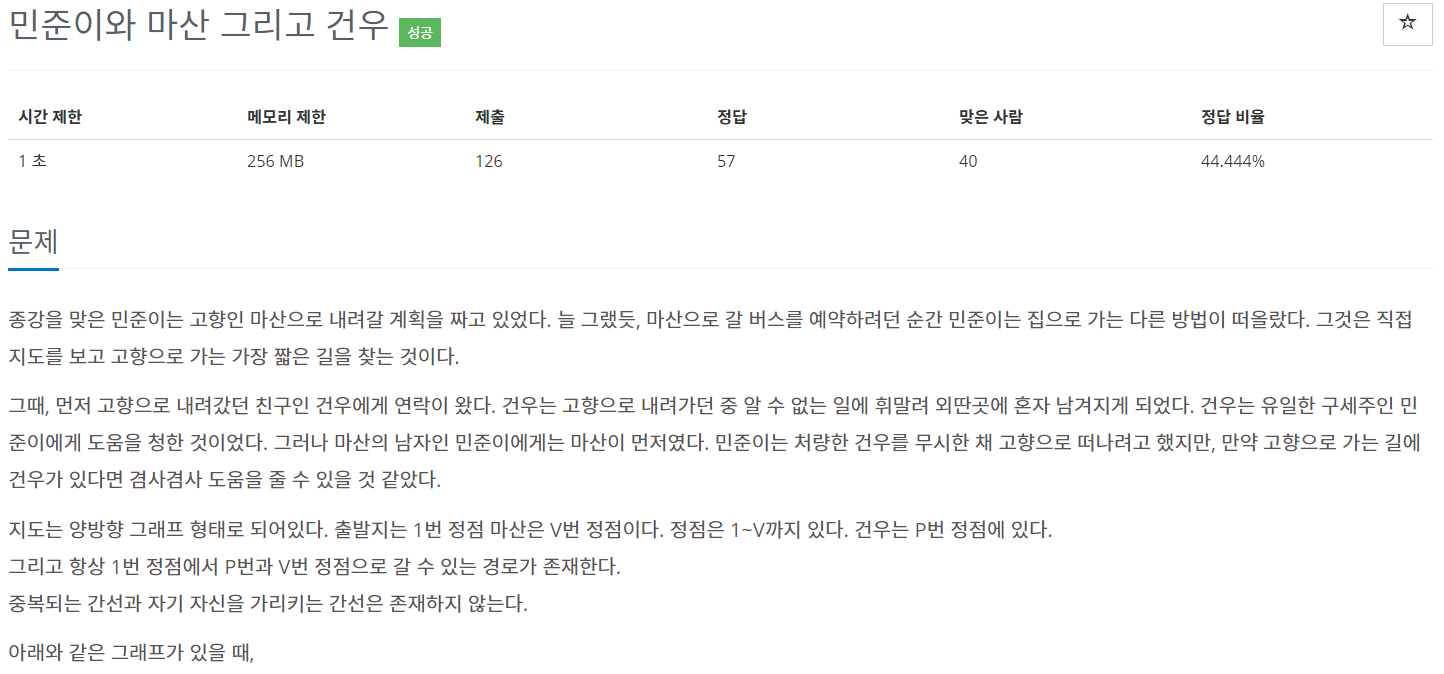 민준이와 마산 그리고 건우 성공
시간 제한 메모리 제한 제출 정답 맞은 사람 정답 비율
1 초 256 MB 126 57 40 44.444%
문제
종강을 맞은 민준이는 고향인 마산으로 내려갈 계획을 짜고 있었다. 늘 그랬듯, 마산으로 갈 버스를 예약하려던 순간 민준이는 집으로 가는 다른 방법이 떠올랐다. 그것은 직접
지도를 보고 고향으로 가는 가장 짧은 길을 찾는 것이다.
그때, 먼저 고향으로 내려갔던 친구인 건우에게 연락이 왔다. 건우는 고향으로 내려가던 중 알 수 없는 일에 휘말려 외딴곳에 혼자 남겨지게 되었다. 건우는 유일한 구세주인 민
준이에게 도움을 청한 것이었다. 그러나 마산의 남자인 민준이에게는 마산이 먼저였다. 민준이는 처량한 건우를 무시한 채 고향으로 떠나려고 했지만, 만약 고향으로 가는 길에
건우가 있다면 겸사겸사 도움을 줄 수 있을 것 같았다.
지도는 양방향 그래프 형태로 되어있다. 출발지는 1번 정점 마산은 V번 정점이다. 정점은 1~V까지 있다. 건우는 P번 정점에 있다.
그리고 항상 1번 정점에서 P번과 V번 정점으로 갈 수 있는 경로가 존재한다.
중복되는 간선과 자기 자신을 가리키는 간선은 존재하지 않는다.
아래와 같은 그래프가 있을 때,